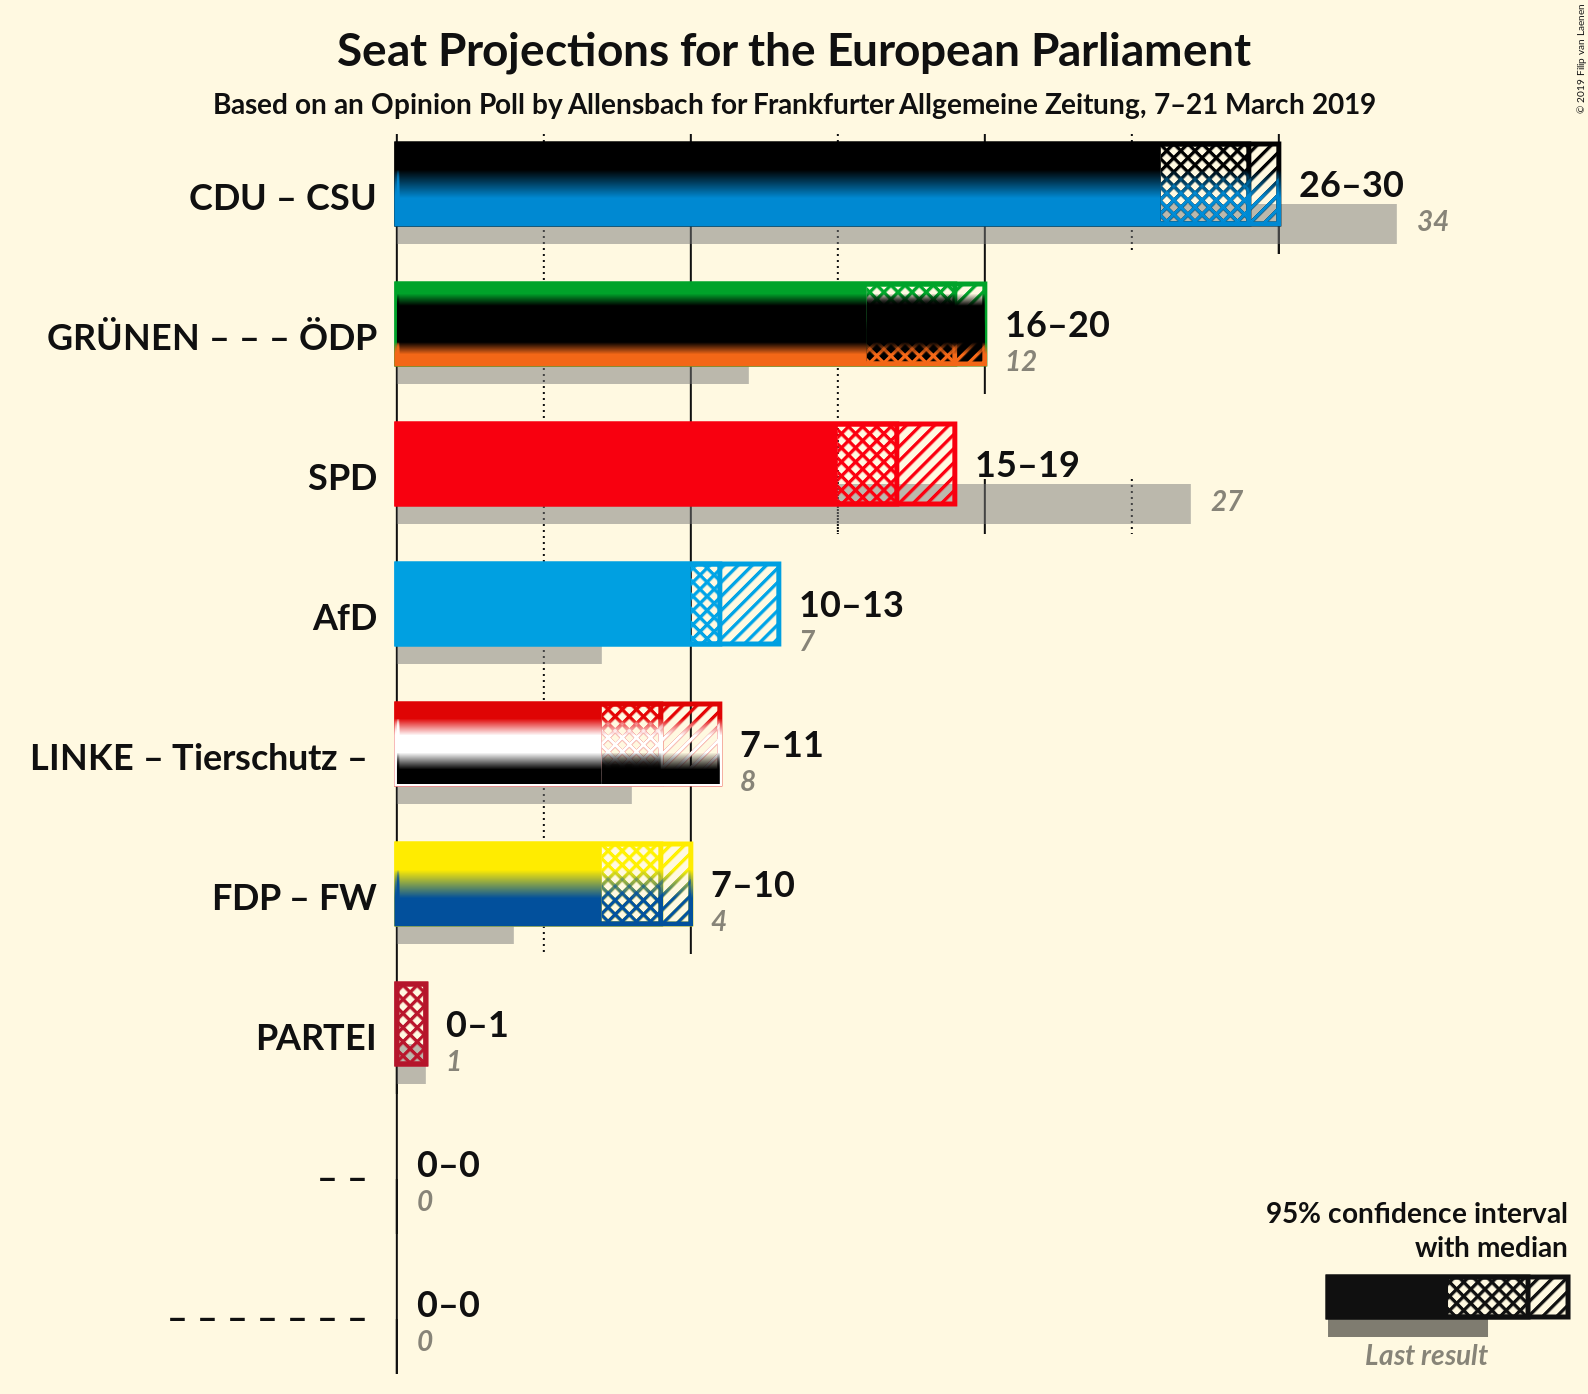 Seat Projections for the European Parliament
Based on an Opinion Poll by Allensbach for Frankfurter Allgemeine Zeitung, 7–21 March 2019
© 2019 Filip van Laenen
CDU – CSU
26–30
34
GRÜNEN – – – ÖDP
16–20
12
SPD
15–19
27
AfD
10–13
7
LINKE – Tierschutz –
7–11
8
FDP – FW
7–10
4
PARTEI
0–1
1
– –
0–0
0
– – – – – – –
0–0
0
95% confidence interval
with median
Last result